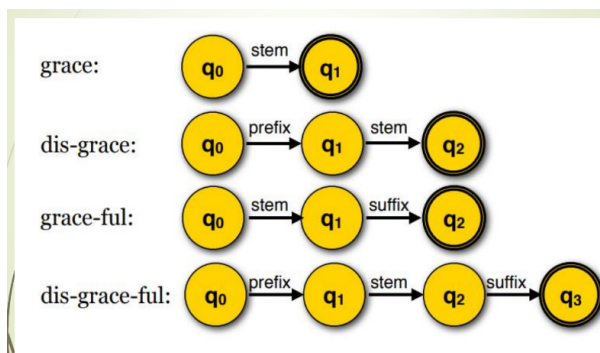 grace: q0 stem q1
dis-grace: q0 prefix q1 stem q2
grace-ful: q0 stem q1 suffix q2
dis-grace-ful: q0 prefix q1 stem q2 suffix q3